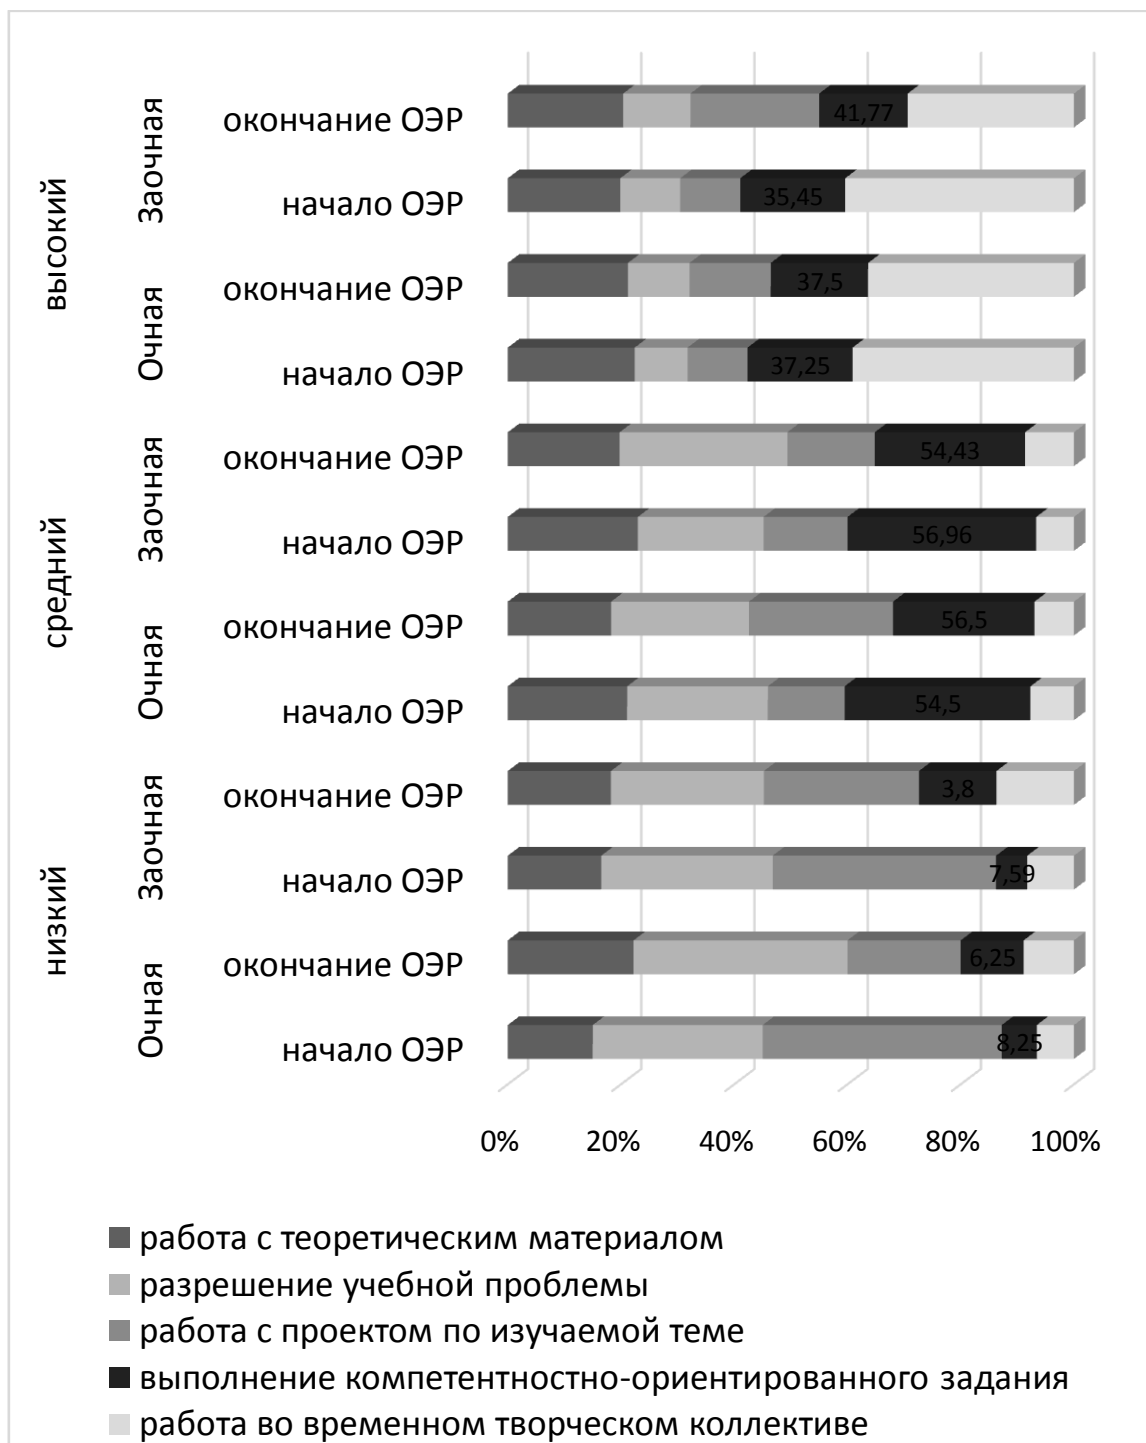 высокий
Заочная
окончание ОЭР
41,77
начало ОЭР
35,45
Очная
окончание ОЭР
37,5
начало ОЭР
37,25
средний
Заочная
окончание ОЭР
54,43
начало ОЭР
56,96
Очная
окончание ОЭР
56,5
начало ОЭР
54,5
низкий
Заочная
окончание ОЭР
3,8
начало ОЭР
7,59
Очная
окончание ОЭР
6,25
начало ОЭР
8,25
0% 20% 40% 60% 80% 100%
работа с теоретическим материалом
разрешение учебной проблемы
работа с проектом по изучаемой теме
выполнение компетентностно-ориентированного задания
работа во временном творческом коллективе